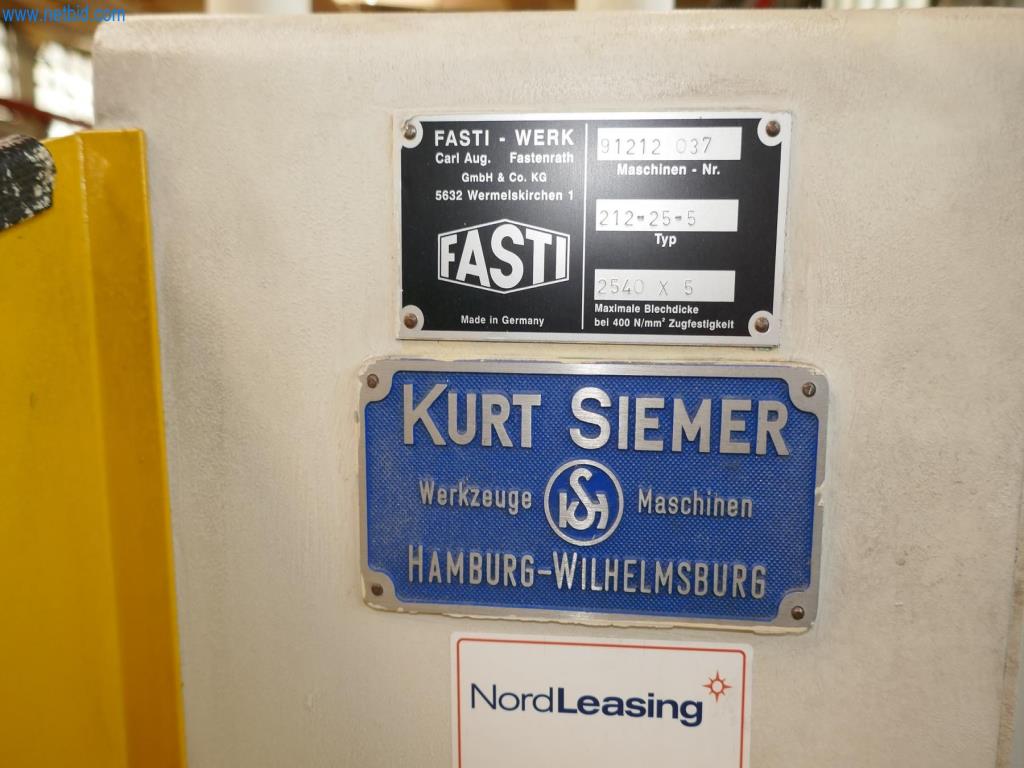 www.netbid.com
FASTI - WERK
Carl Aug. Fastenrath
GmbH & Co. KG
5632 Wermelskirchen 1
FASTI
Made in Germany
91212 037
Maschinen - Nr.
212-25-5
Typ
2540 X 5
Maximale Blechdicke
bei 400 N/mm² Zugfestigkeit
KURT SIEMER
Werkzeuge KSH Maschinen
HAMBURG-WILHELMSBURG
NordLeasing